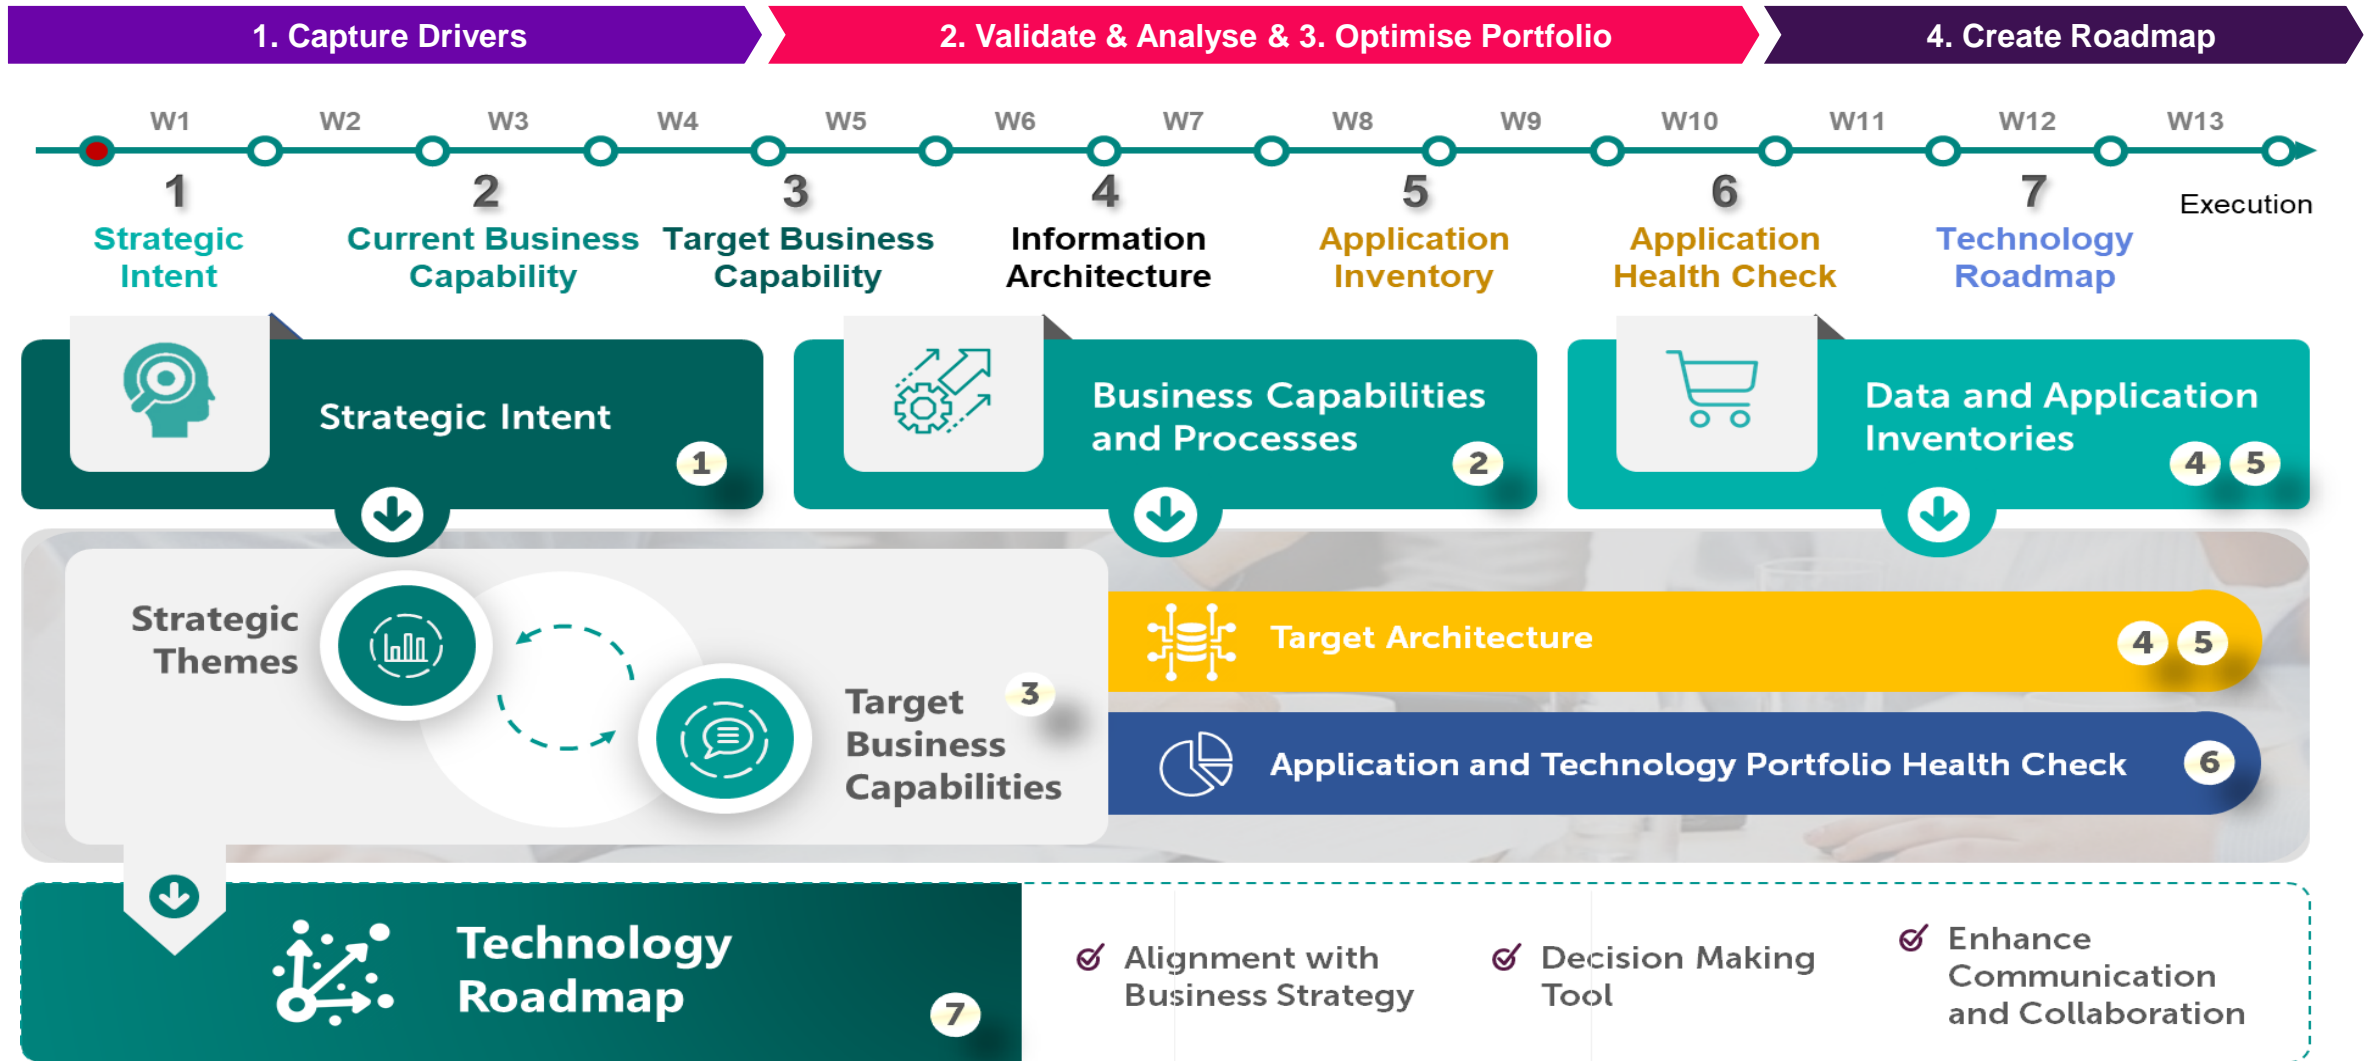 1. Capture Drivers
2. Validate & Analyse & 3. Optimise Portfolio
4. Create Roadmap
W1 W2 W3 W4 W5 W6 W7 W8 W9 W10 W11 W12 W13
1
Strategic
Intent
2
Current Business
Capability
3
Target Business
Capability
4
Information
Architecture
5
Application
Inventory
6
Application
Health Check
7
Technology
Roadmap
Execution
Strategic Intent
1
Business Capabilities
and Processes
2
Data and Application
Inventories
4 5
Strategic
Themes
Target
Business
Capabilities
3
Target Architecture
4 5
Application and Technology Portfolio Health Check
6
Technology
Roadmap
7
Alignment with
Business Strategy
Decision Making
Tool
Enhance
Communication
and Collaboration